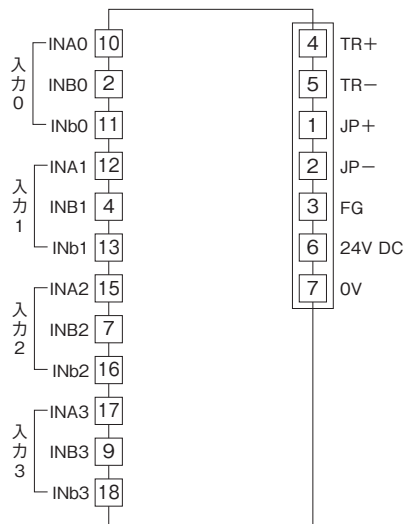 入力0
INA0 10
INB0 2
INb0 11
入力1
INA1 12
INB1 4
INb1 13
入力2
INA2 15
INB2 7
INb2 16
入力3
INA3 17
INB3 9
INb3 18
4 TR+
5 TR−
1 JP+
2 JP−
3 FG
6 24V DC
7 0V